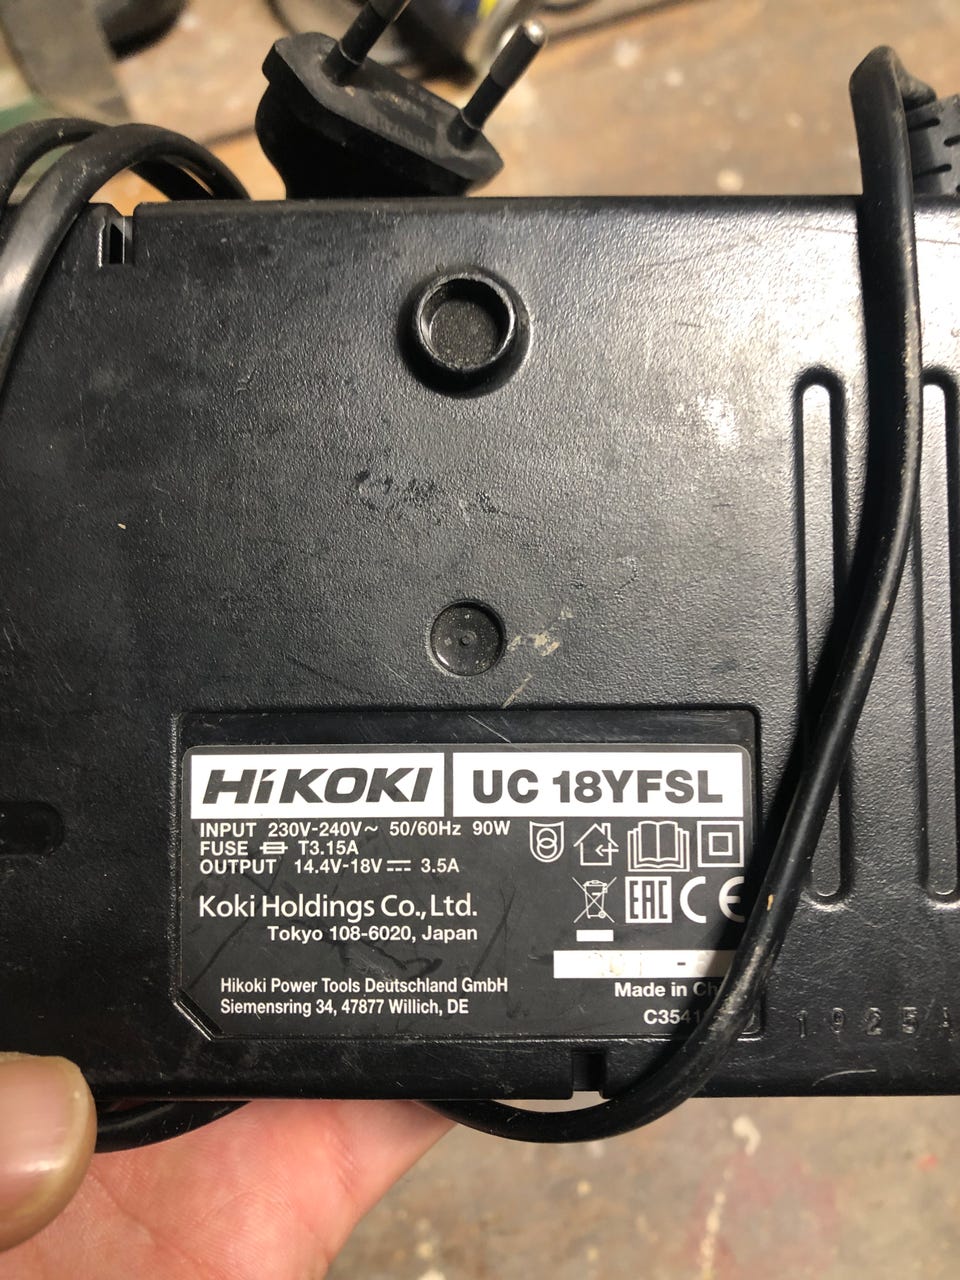 HiKOKI UC 18YFSL
INPUT 230V-240V~ 50/60Hz 90W
FUSE T3.15A
OUTPUT 14.4V-18V⎓ 3.5A
EAC CE
Koki Holdings Co., Ltd.
Tokyo 108-6020, Japan
Hikoki Power Tools Deutschland GmbH
Siemensring 34, 47877 Willich, DE
Made in